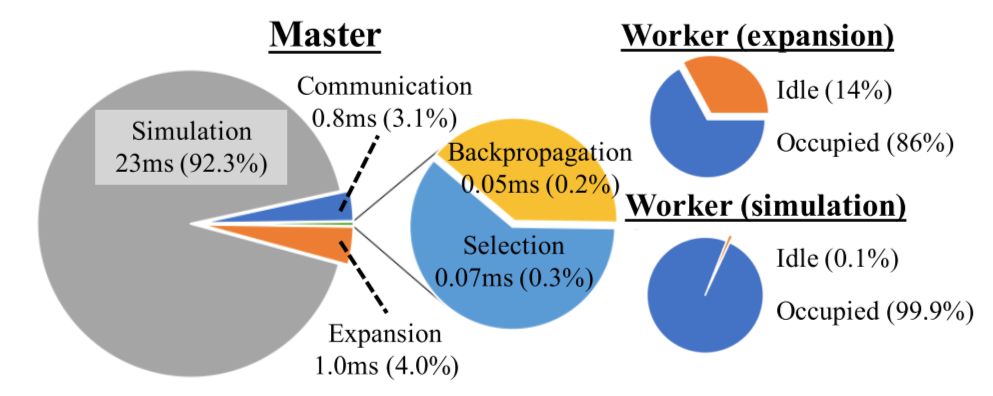 Master
Communication
0.8ms (3.1%)
Simulation
23ms (92.3%)
Backpropagation
0.05ms (0.2%)
Selection
0.07ms (0.3%)
Expansion
1.0ms (4.0%)
Worker (expansion)
Idle (14%)
Occupied (86%)
Worker (simulation)
Idle (0.1%)
Occupied (99.9%)